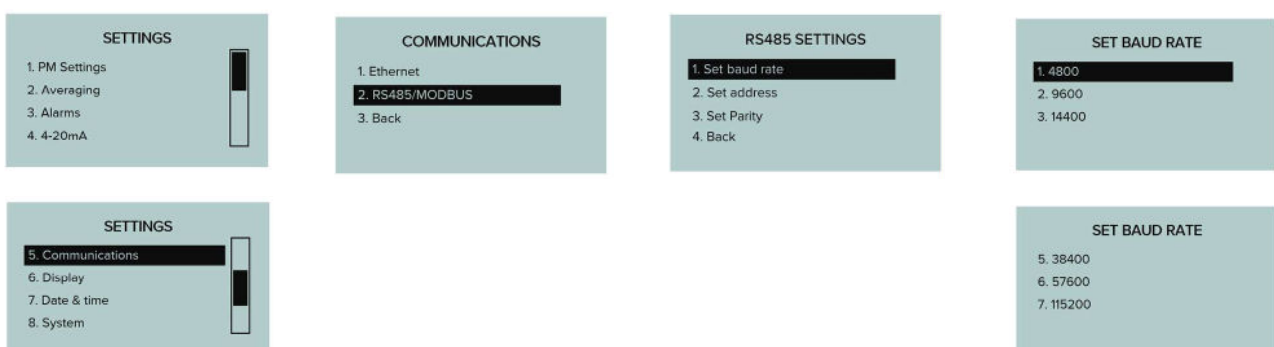 SETTINGS
1. PM Settings
2. Averaging
3. Alarms
4. 4-20mA
COMMUNICATIONS
1. Ethernet
2. RS485/MODBUS
3. Back
RS485 SETTINGS
1. Set baud rate
2. Set address
3. Set Parity
4. Back
SET BAUD RATE
1. 4800
2. 9600
3. 14400
SETTINGS
5. Communications
6. Display
7. Date & time
8. System
SET BAUD RATE
5. 38400
6. 57600
7. 115200